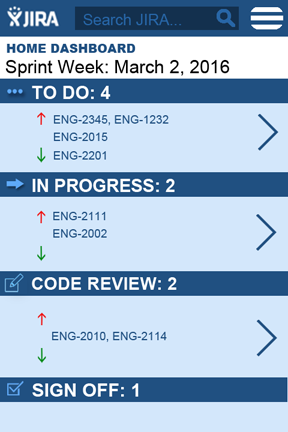 JIRA Search JIRA...
HOME DASHBOARD
Sprint Week: March 2, 2016
TO DO: 4
ENG-2345, ENG-1232
ENG-2015
ENG-2201
IN PROGRESS: 2
ENG-2111
ENG-2002
CODE REVIEW: 2
ENG-2010, ENG-2114
SIGN OFF: 1